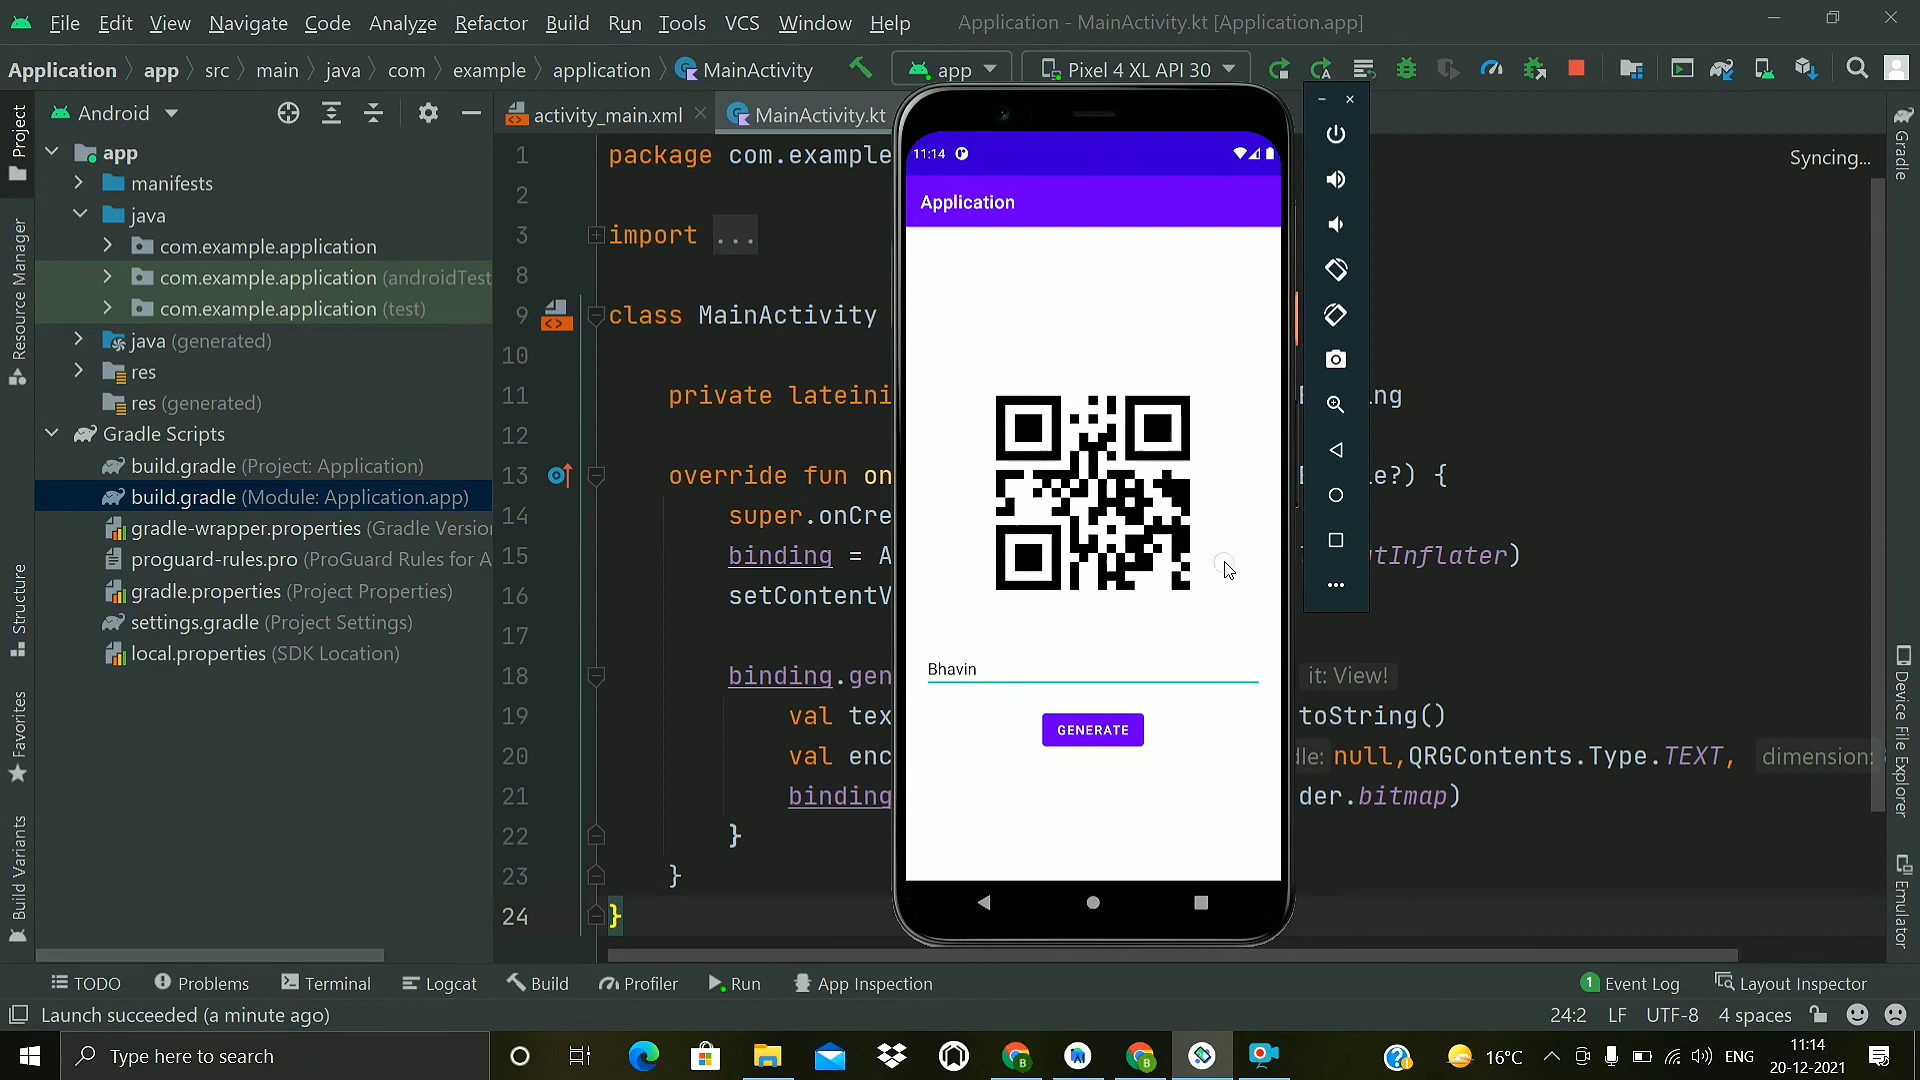 File Edit View Navigate Code Analyze Refactor Build Run Tools VCS Window Help Application - MainActivity.kt [Application.app]
Application app src main java com example application MainActivity app Pixel 4 XL API 30
Project
Android
activity_main.xml
MainActivity.kt
Gradle
app
manifests
java
com.example.application
com.example.application (androidTest
com.example.application (test)
java (generated)
res
res (generated)
Gradle Scripts
build.gradle (Project: Application)
build.gradle (Module: Application.app)
gradle-wrapper.properties (Gradle Versio
proguard-rules.pro (ProGuard Rules for A
gradle.properties (Project Properties)
settings.gradle (Project Settings)
local.properties (SDK Location)
Resource Manager
Structure
Favorites
Build Variants
Syncing...
1 package com.example
2
3 import ...
8
9 class MainActivity
10
11 private lateini ng
12
13 override fun on e?) {
14 super.onCre
15 binding = A tInflater)
16 setContentV
17
18 binding.gen it: View!
19 val tex toString()
20 val enc dle: null,QRGContents.Type.TEXT, dimension:
21 binding der.bitmap)
22 }
23 }
24 }
11:14
Application
Bhavin
GENERATE
Device File Explorer
Emulator
TODO Problems Terminal Logcat Build Profiler Run App Inspection 1 Event Log Layout Inspector
Launch succeeded (a minute ago) 24:2 LF UTF-8 4 spaces
Type here to search 16°C ENG 11:14
20-12-2021